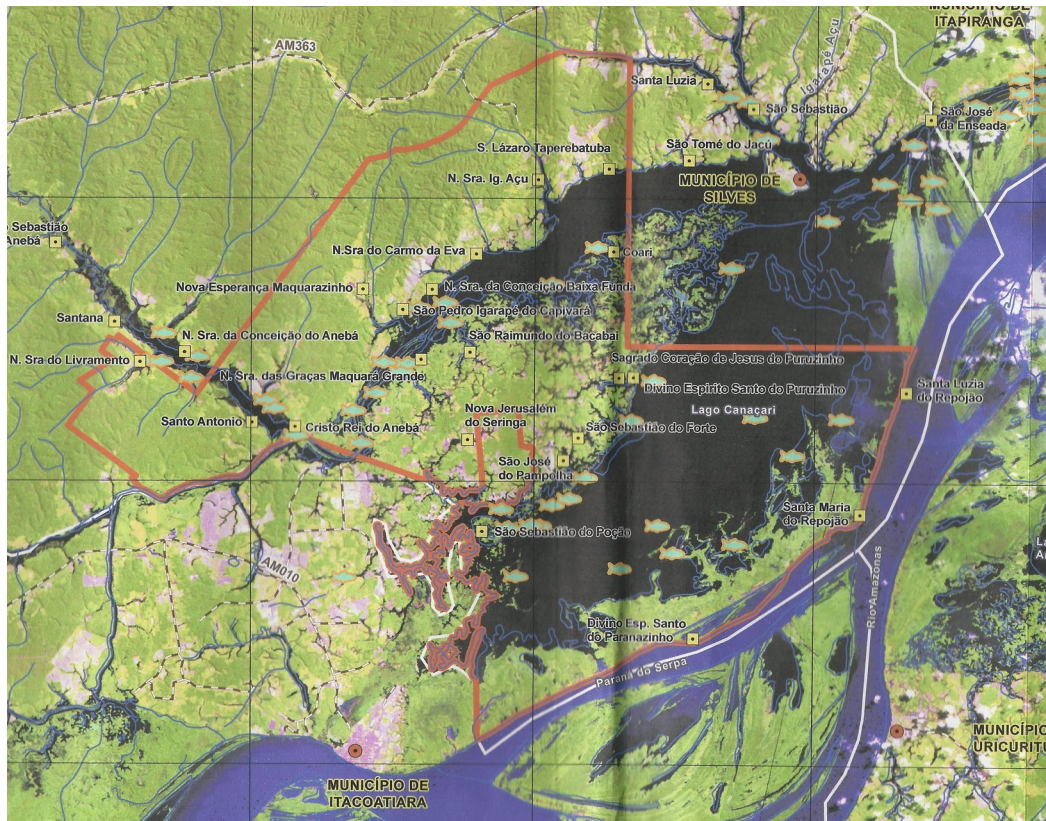 MUNICÍPIO DE
ITAPIRANGA
AM363
Igarapé Açu
Santa Luzia
São Sebastião
São José
da Enseada
S. Lázaro Taperebatuba
São Tomé do Jacú
N. Sra. Ig. Açu
MUNICÍPIO DE
SILVES
Sebastião
Anebá
N.Sra do Carmo da Eva
Coari
Nova Esperança Maquarazinho
N. Sra. da Conceição Baixa Funda
São Pedro Igarapé do Capivara
Santana
N. Sra. da Conceição do Anebá
São Raimundo do Bacabal
N. Sra do Livramento
Sagrado Coração de Jesus do Puruzinho
N. Sra. das Graças Maquará Grande
Divino Espirito Santo do Puruzinho
Santa Luzia
do Repojão
Lago Canaçari
Santo Antonio
Cristo Rei do Anebá
Nova Jerusalém
do Seringa
São Sebastião do Forte
São José
do Pampolha
Santa Maria
do Repojão
São Sebastião do Poção
AM010
Rio Amazonas
Divino Esp. Santo
do Paranazinho
Paraná do Serpa
MUNICÍPIO
URICURITU
MUNICÍPIO DE
ITACOATIARA